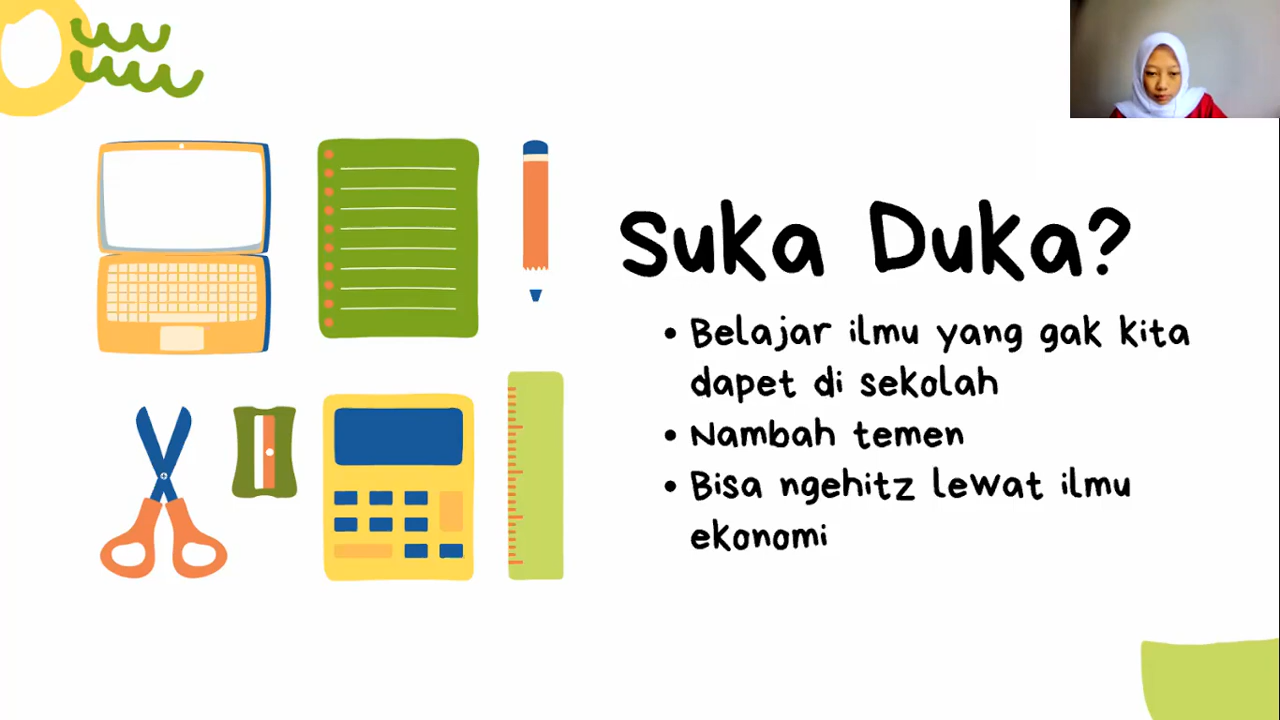 Suka Duka?
• Belajar ilmu yang gak kita
dapet di sekolah
• Nambah temen
• Bisa ngehitz lewat ilmu
ekonomi